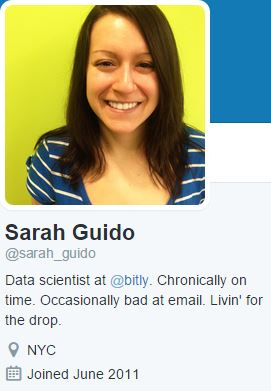 Sarah Guido
@sarah_guido
Data scientist at @bitly. Chronically on
time. Occasionally bad at email. Livin' for
the drop.
NYC
Joined June 2011